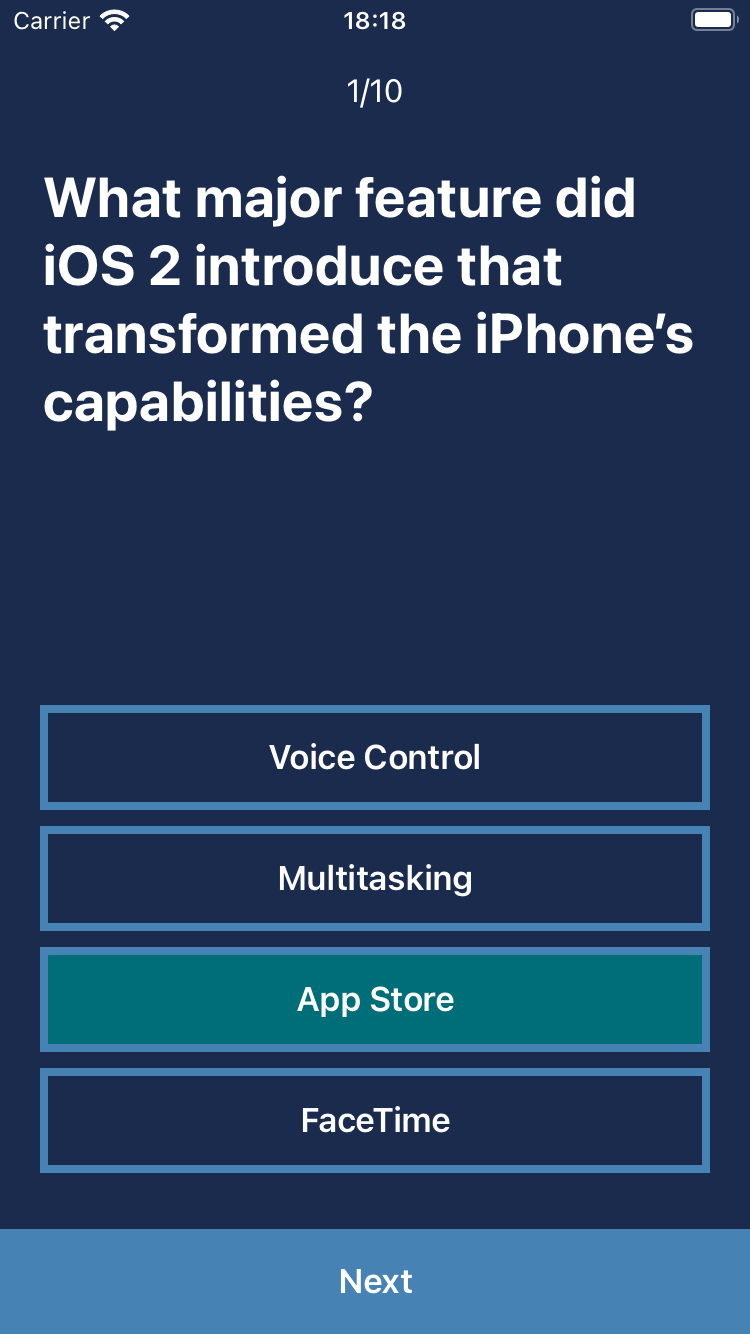 Carrier 18:18
1/10
What major feature did
iOS 2 introduce that
transformed the iPhone’s
capabilities?
Voice Control
Multitasking
App Store
FaceTime
Next